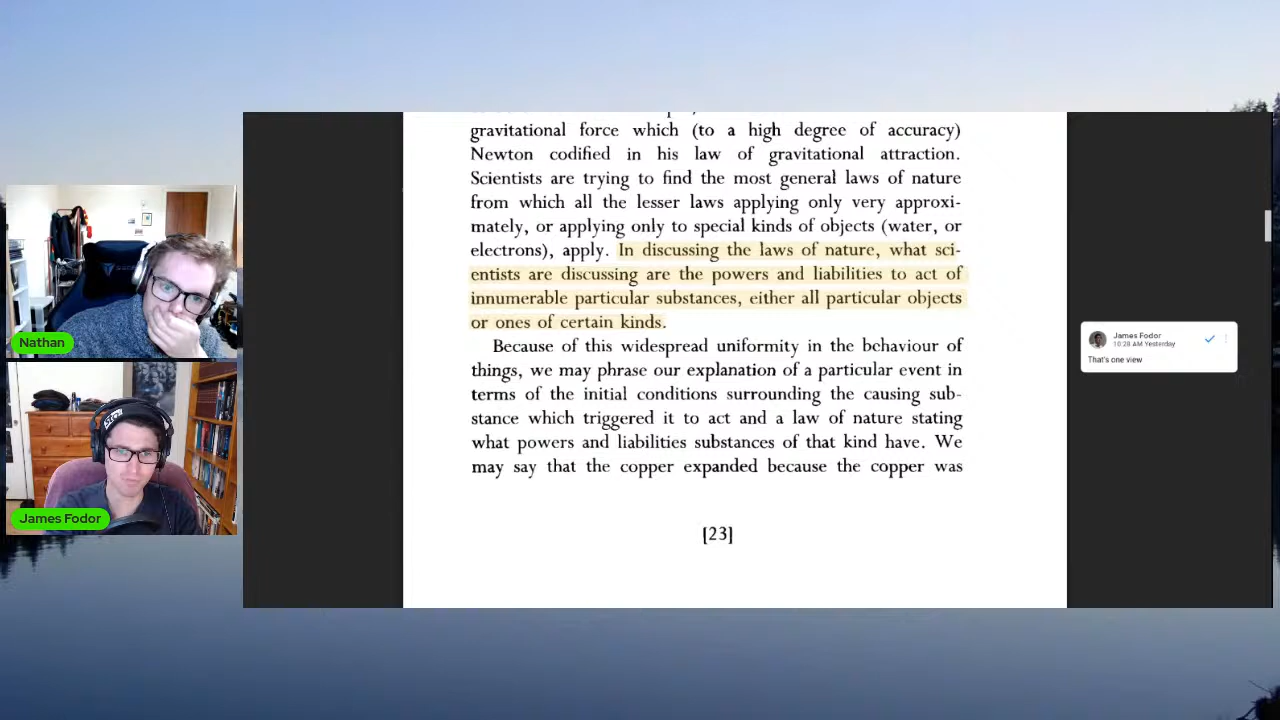 gravitational force which (to a high degree of accuracy)
Newton codified in his law of gravitational attraction.
Scientists are trying to find the most general laws of nature
from which all the lesser laws applying only very approxi-
mately, or applying only to special kinds of objects (water, or
electrons), apply. In discussing the laws of nature, what sci-
entists are discussing are the powers and liabilities to act of
innumerable particular substances, either all particular objects
or ones of certain kinds.
Because of this widespread uniformity in the behaviour of
things, we may phrase our explanation of a particular event in
terms of the initial conditions surrounding the causing sub-
stance which triggered it to act and a law of nature stating
what powers and liabilities substances of that kind have. We
may say that the copper expanded because the copper was
[23]
James Fodor
10:28 AM Yesterday
That's one view
Nathan
James Fodor